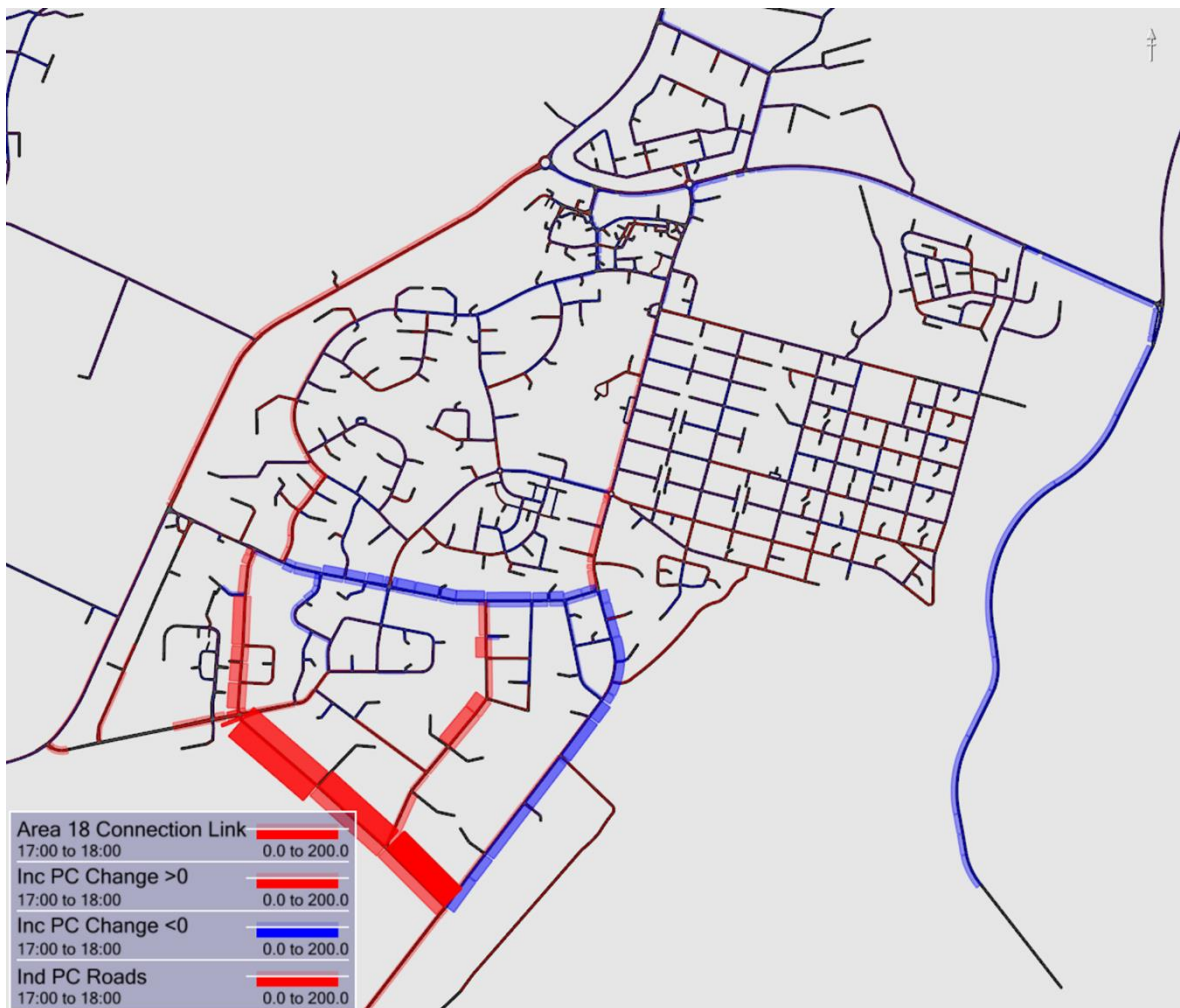 Area 18 Connection Link
17:00 to 18:00 0.0 to 200.0
Inc PC Change >0
17:00 to 18:00 0.0 to 200.0
Inc PC Change <0
17:00 to 18:00 0.0 to 200.0
Ind PC Roads
17:00 to 18:00 0.0 to 200.0